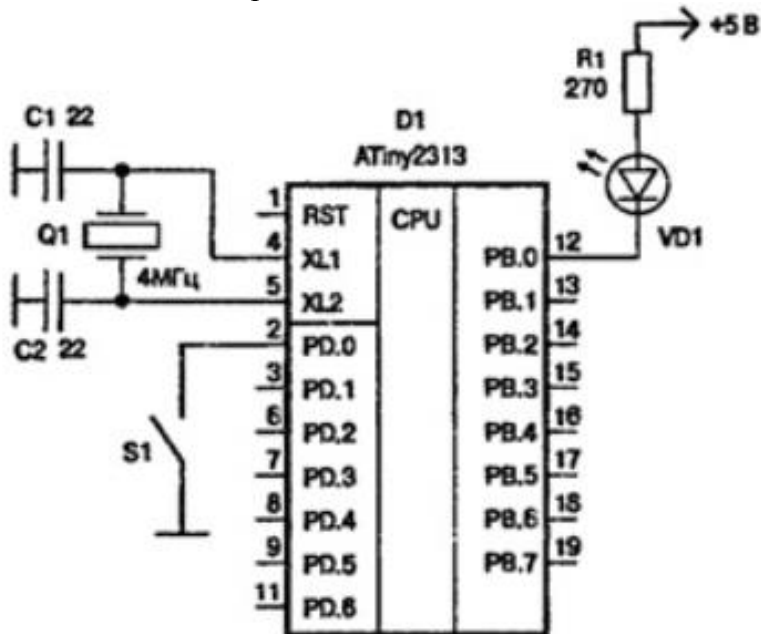 +5 В
R1
270
C1 22
D1
ATiny2313
1
RST
CPU
Q1
4
XL1
PB.0
12
VD1
4МГц
5
XL2
PB.1
13
C2 22
2
PD.0
PB.2
14
3
PD.1
PB.3
15
S1
6
PD.2
PB.4
16
7
PD.3
PB.5
17
8
PD.4
PB.6
18
9
PD.5
PB.7
19
11
PD.6